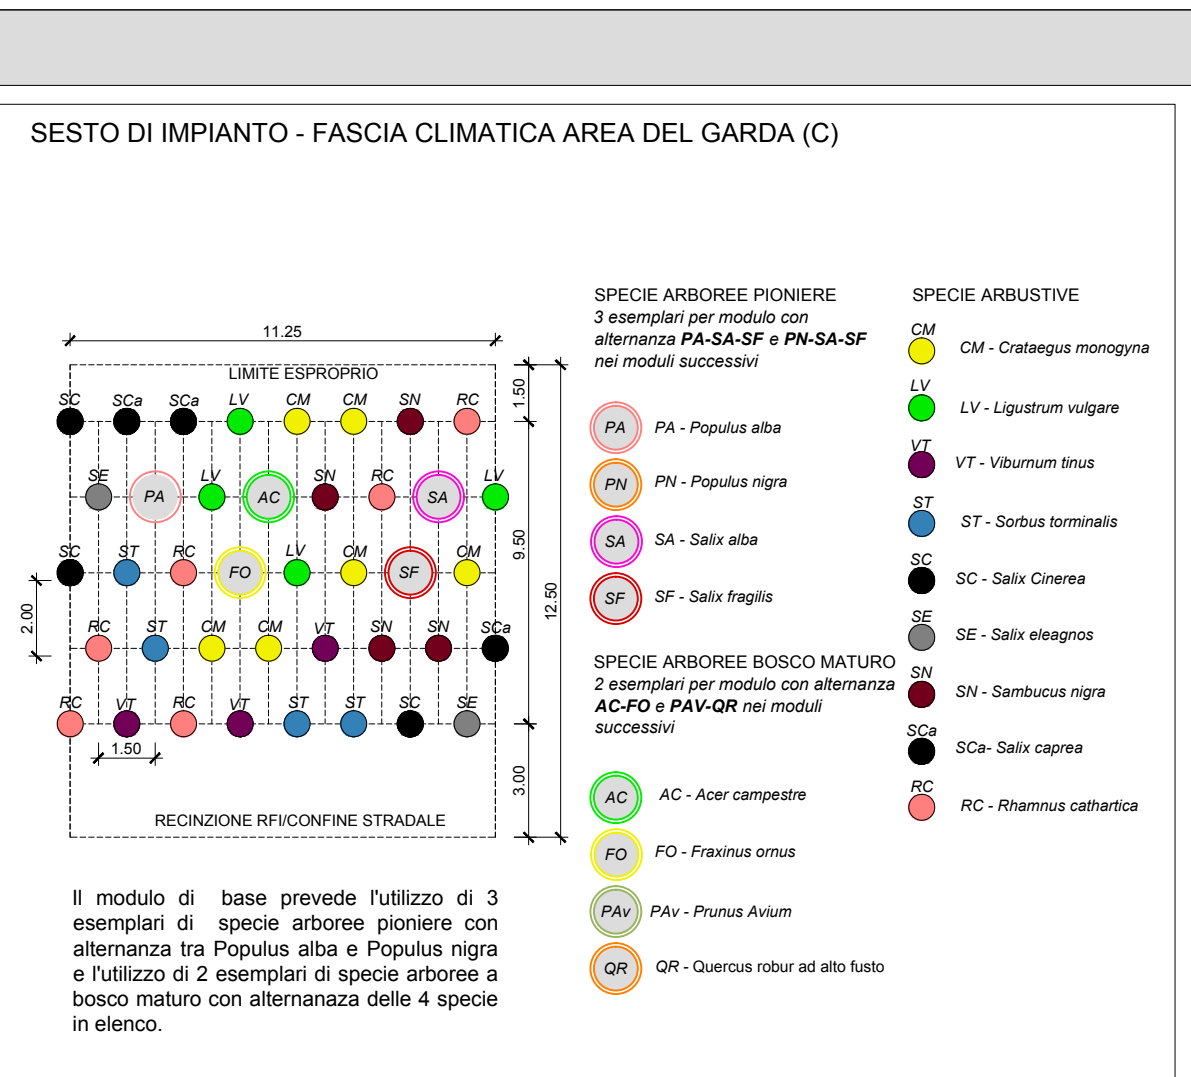 SESTO DI IMPIANTO - FASCIA CLIMATICA AREA DEL GARDA (C)
11.25
LIMITE ESPROPRIO
1.50
SC SCa SCa LV CM CM SN RC
SE PA LV AC SN RC SA LV
9.50
12.50
SC ST RC FO LV CM SF CM
2.00
RC ST CM CM VT SN SN SCa
RC VT RC VT ST ST SC SE
1.50
3.00
RECINZIONE RFI/CONFINE STRADALE
Il modulo di base prevede l'utilizzo di 3
esemplari di specie arboree pioniere con
alternanza tra Populus alba e Populus nigra
e l'utilizzo di 2 esemplari di specie arboree a
bosco maturo con alternanaza delle 4 specie
in elenco.
SPECIE ARBOREE PIONIERE
3 esemplari per modulo con
alternanza PA-SA-SF e PN-SA-SF
nei moduli successivi
PA PA - Populus alba
PN PN - Populus nigra
SA SA - Salix alba
SF SF - Salix fragilis
SPECIE ARBOREE BOSCO MATURO
2 esemplari per modulo con alternanza
AC-FO e PAV-QR nei moduli
successivi
AC AC - Acer campestre
FO FO - Fraxinus ornus
PAv PAv - Prunus Avium
QR QR - Quercus robur ad alto fusto
SPECIE ARBUSTIVE
CM
CM - Crataegus monogyna
LV
LV - Ligustrum vulgare
VT
VT - Viburnum tinus
ST
ST - Sorbus torminalis
SC
SC - Salix Cinerea
SE
SE - Salix eleagnos
SN
SN - Sambucus nigra
SCa
SCa- Salix caprea
RC
RC - Rhamnus cathartica